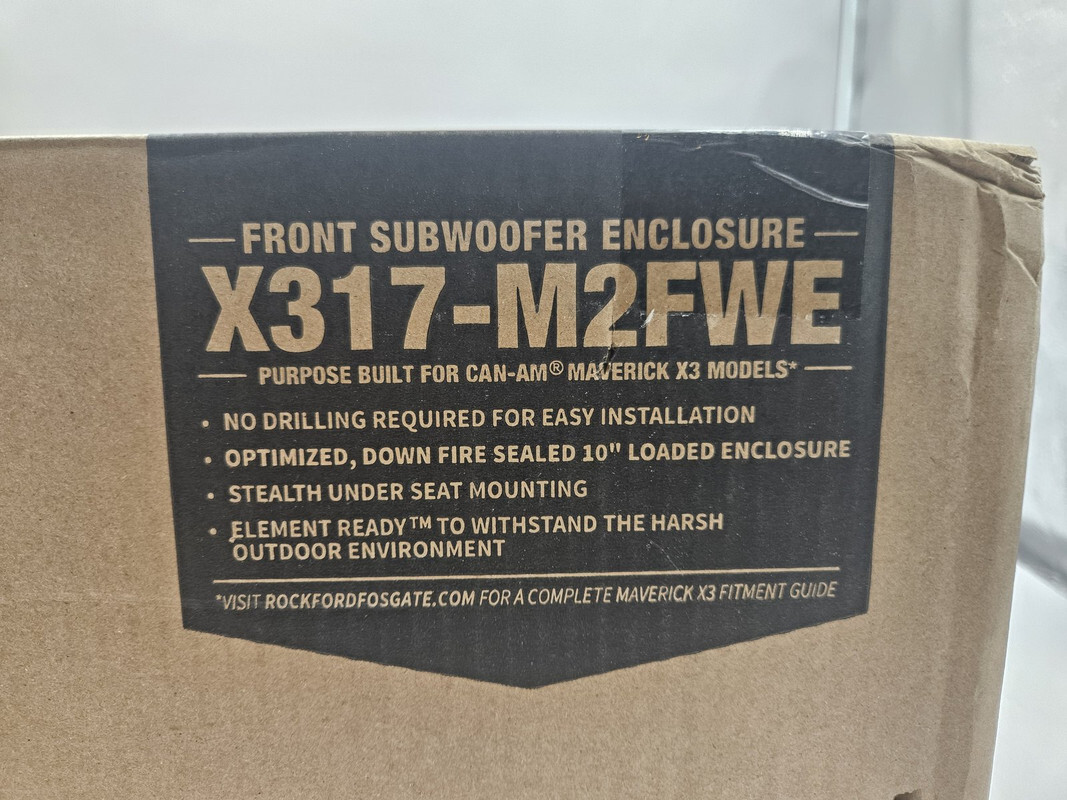 FRONT SUBWOOFER ENCLOSURE
X317-M2FWE
PURPOSE BUILT FOR CAN-AM® MAVERICK X3 MODELS*
• NO DRILLING REQUIRED FOR EASY INSTALLATION
• OPTIMIZED, DOWN FIRE SEALED 10" LOADED ENCLOSURE
• STEALTH UNDER SEAT MOUNTING
• ELEMENT READY™ TO WITHSTAND THE HARSH
OUTDOOR ENVIRONMENT
*VISIT ROCKFORDFOSGATE.COM FOR A COMPLETE MAVERICK X3 FITMENT GUIDE